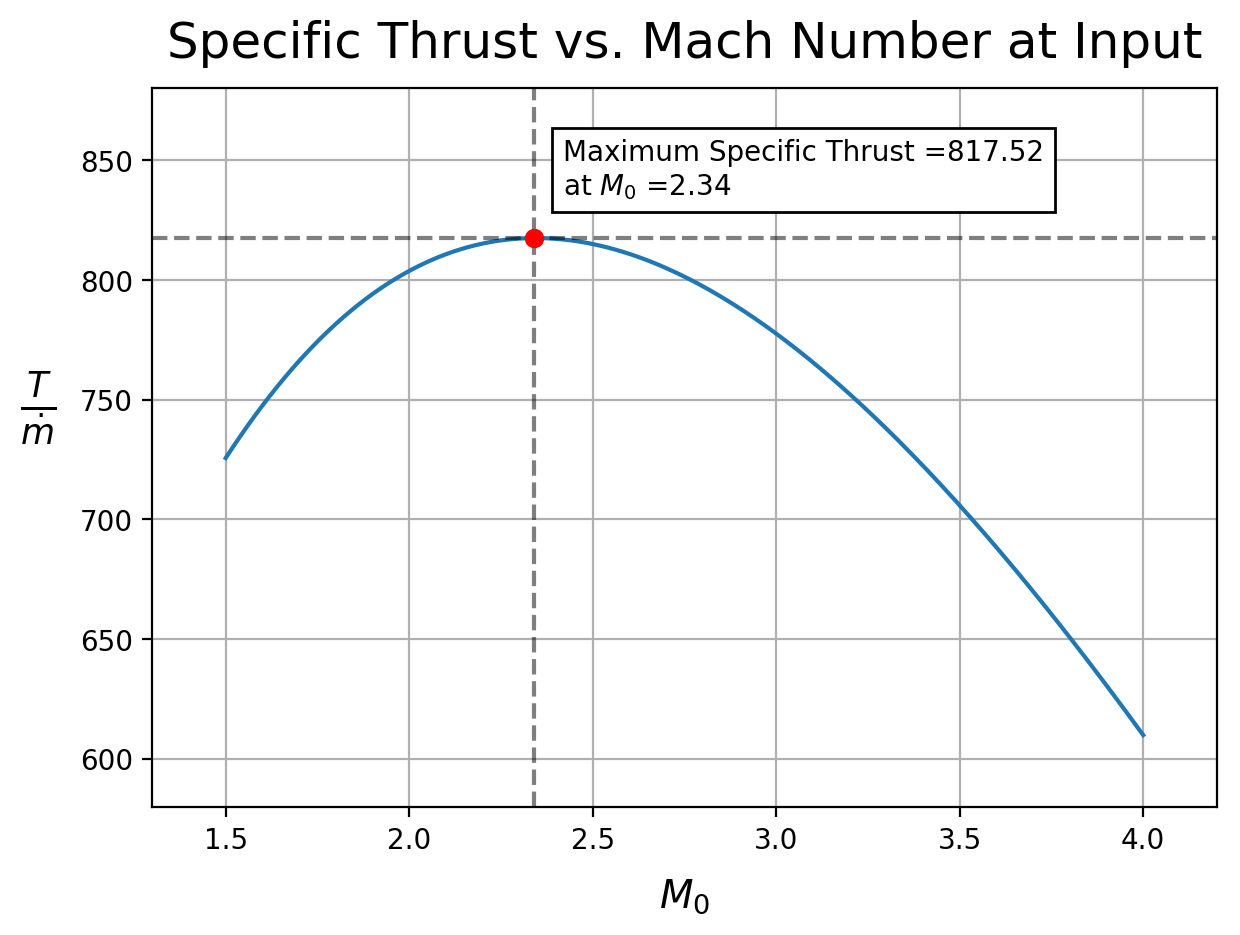 Specific Thrust vs. Mach Number at Input
Maximum Specific Thrust =817.52
at M₀ =2.34
850
800
750
700
650
600
T
ṁ
1.5 2.0 2.5 3.0 3.5 4.0
M₀